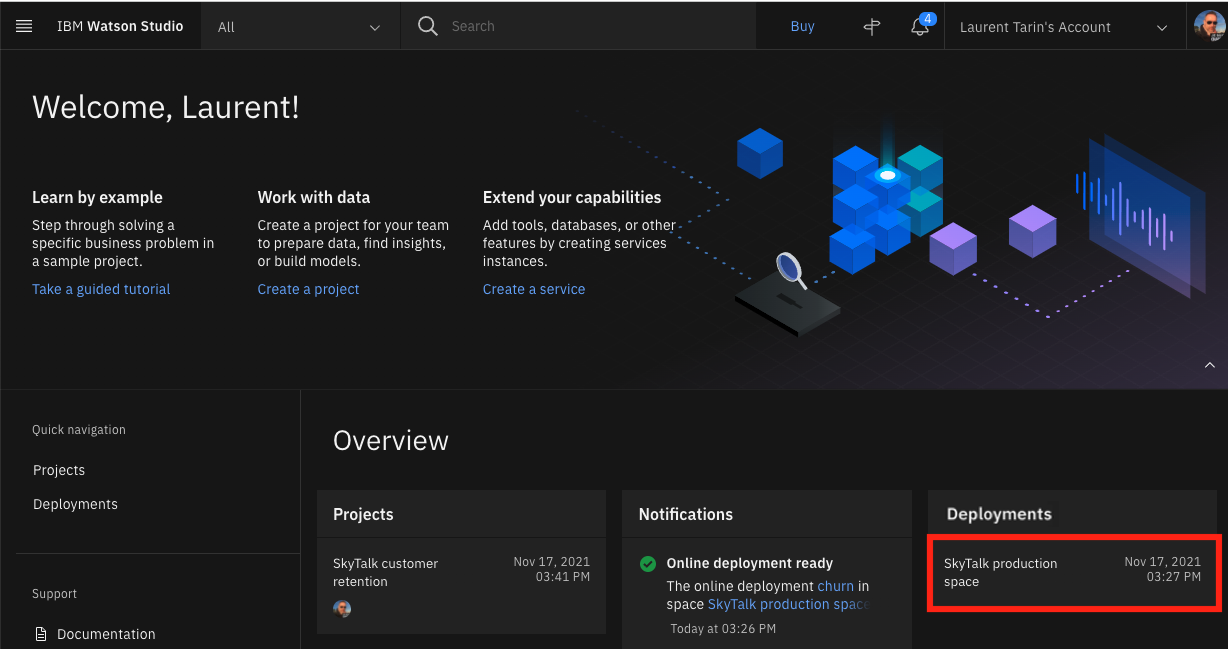 IBM Watson Studio
All
Search
Buy
4
Laurent Tarin's Account
Welcome, Laurent!
Learn by example
Step through solving a
specific business problem in
a sample project.
Take a guided tutorial
Work with data
Create a project for your team
to prepare data, find insights,
or build models.
Create a project
Extend your capabilities
Add tools, databases, or other
features by creating services
instances.
Create a service
Quick navigation
Projects
Deployments
Support
Documentation
Overview
Projects
SkyTalk customer
retention
Nov 17, 2021
03:41 PM
Notifications
Online deployment ready
The online deployment churn in
space SkyTalk production space
Today at 03:26 PM
Deployments
SkyTalk production
space
Nov 17, 2021
03:27 PM